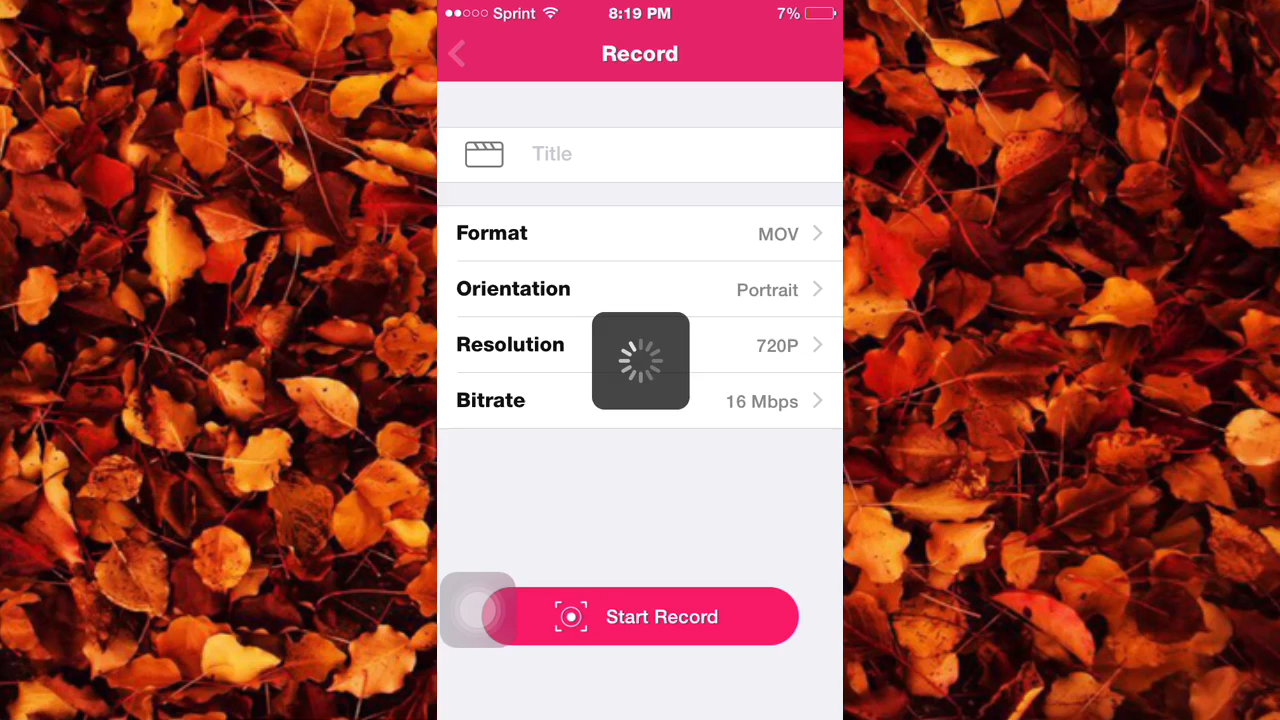 Sprint 8:19 PM 7%
Record
Title
Format MOV
Orientation Portrait
Resolution 720P
Bitrate 16 Mbps
Start Record